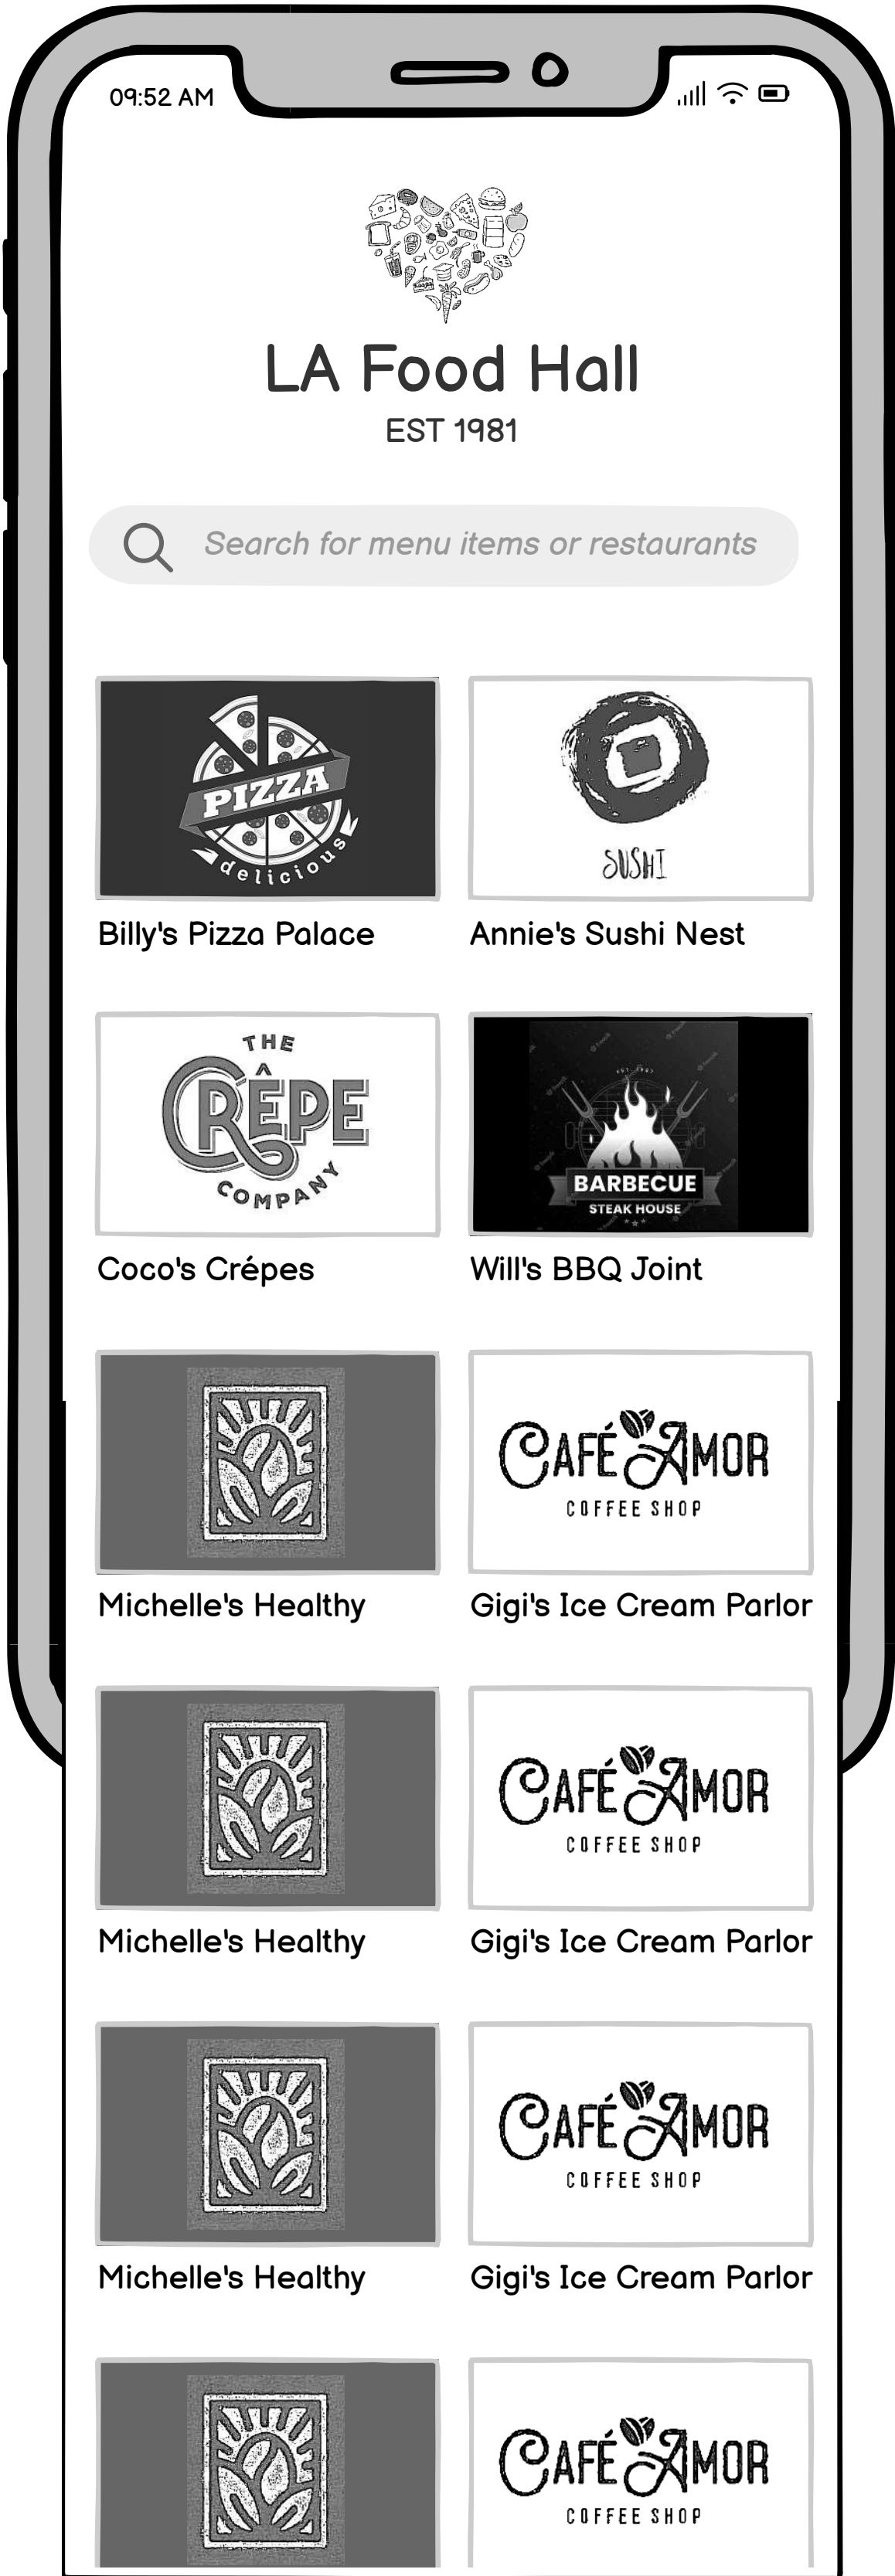 09:52 AM
LA Food Hall
EST 1981
Search for menu items or restaurants
PIZZA
delicious
SUSHI
Billy's Pizza Palace
Annie's Sushi Nest
THE
CRÊPE
COMPANY
BARBECUE
STEAK HOUSE
Coco's Crépes
Will's BBQ Joint
CAFÉ AMOR
COFFEE SHOP
Michelle's Healthy
Gigi's Ice Cream Parlor
CAFÉ AMOR
COFFEE SHOP
Michelle's Healthy
Gigi's Ice Cream Parlor
CAFÉ AMOR
COFFEE SHOP
Michelle's Healthy
Gigi's Ice Cream Parlor
CAFÉ AMOR
COFFEE SHOP